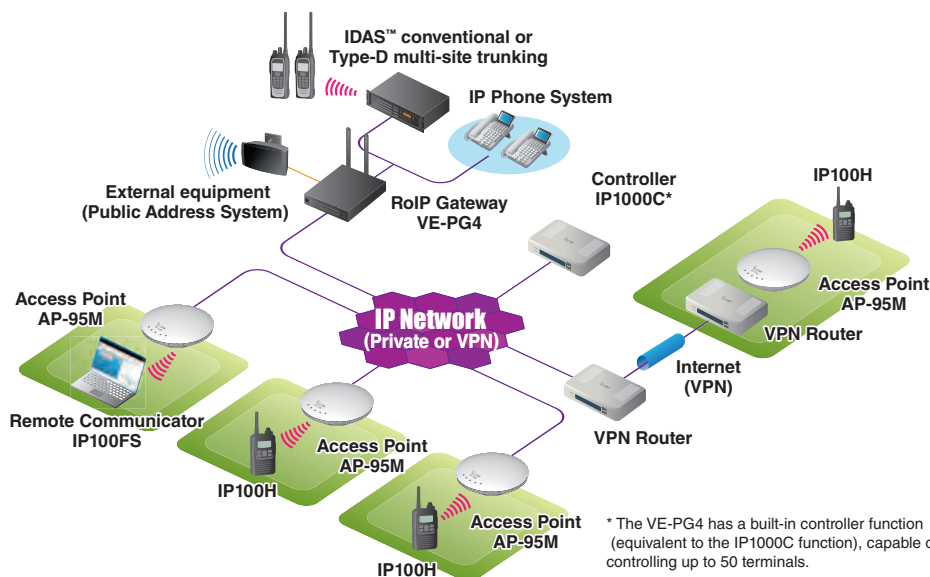 IDAS™ conventional or
Type-D multi-site trunking
IP Phone System
External equipment
(Public Address System)
RoIP Gateway
VE-PG4
Controller
IP1000C*
IP100H
Access Point
AP-95M
VPN Router
Access Point
AP-95M
IP Network
(Private or VPN)
Internet
(VPN)
VPN Router
Remote Communicator
IP100FS
Access Point
AP-95M
IP100H
Access Point
AP-95M
IP100H
* The VE-PG4 has a built-in controller function
(equivalent to the IP1000C function), capable o
controlling up to 50 terminals.